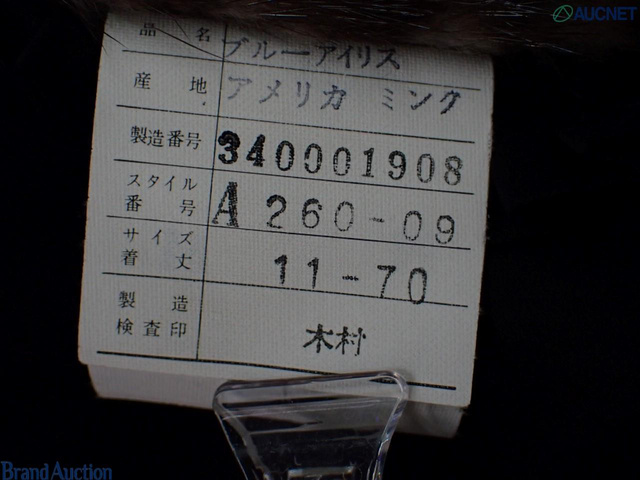 AUCNET
品名 ブルーアイリス
産地 アメリカ ミンク
製造番号 340001908
スタイル番号 A 260-09
サイズ着丈 11-70
製造検査印 木村
Brand Auction